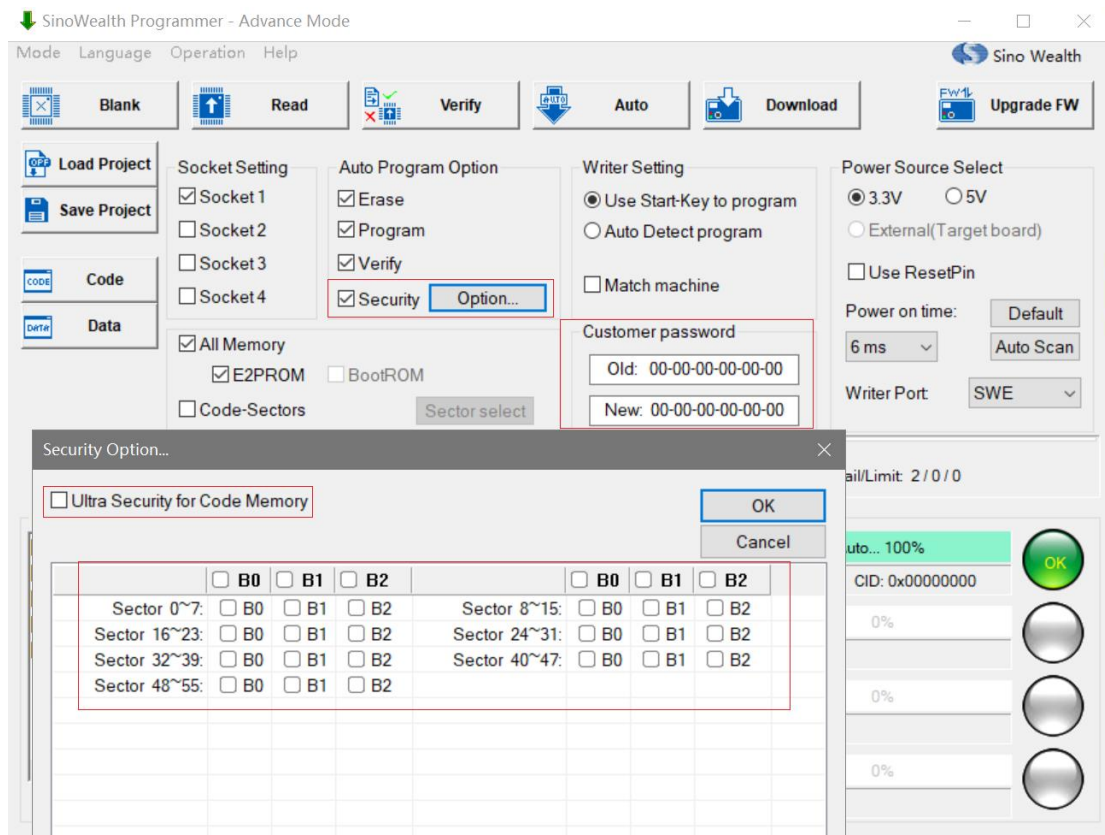 SinoWealth Programmer - Advance Mode
Mode Language Operation Help
Sino Wealth
Blank
Read
Verify
AUTO
Auto
Download
FW
Upgrade FW
OPP
Load Project
Save Project
CODE
Code
DATA
Data
Socket Setting
Socket 1
Socket 2
Socket 3
Socket 4
Auto Program Option
Erase
Program
Verify
Security Option...
Writer Setting
Use Start-Key to program
Auto Detect program
Match machine
Power Source Select
3.3V 5V
External(Target board)
Use ResetPin
Power on time: Default
6 ms Auto Scan
Writer Port: SWE
All Memory
E2PROM BootROM
Code-Sectors Sector select
Customer password
Old: 00-00-00-00-00-00
New: 00-00-00-00-00-00
Security Option...
Ultra Security for Code Memory
OK
Cancel
B0 B1 B2 B0 B1 B2
Sector 0~7: B0 B1 B2 Sector 8~15: B0 B1 B2
Sector 16~23: B0 B1 B2 Sector 24~31: B0 B1 B2
Sector 32~39: B0 B1 B2 Sector 40~47: B0 B1 B2
Sector 48~55: B0 B1 B2
ail/Limit: 2 / 0 / 0
uto... 100%
OK
CID: 0x00000000
0%
0%
0%